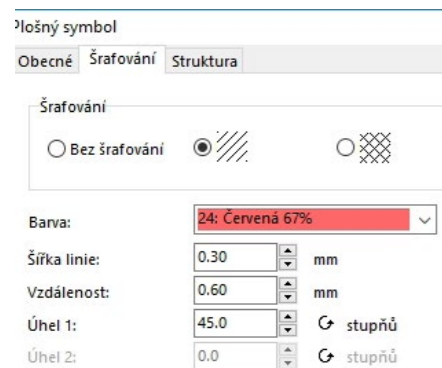 Plošný symbol
Obecné Šrafování Struktura
Šrafování
Bez šrafování
Barva: 24: Červená 67%
Šířka linie: 0.30 mm
Vzdálenost: 0.60 mm
Úhel 1: 45.0 stupňů
Úhel 2: 0.0 stupňů